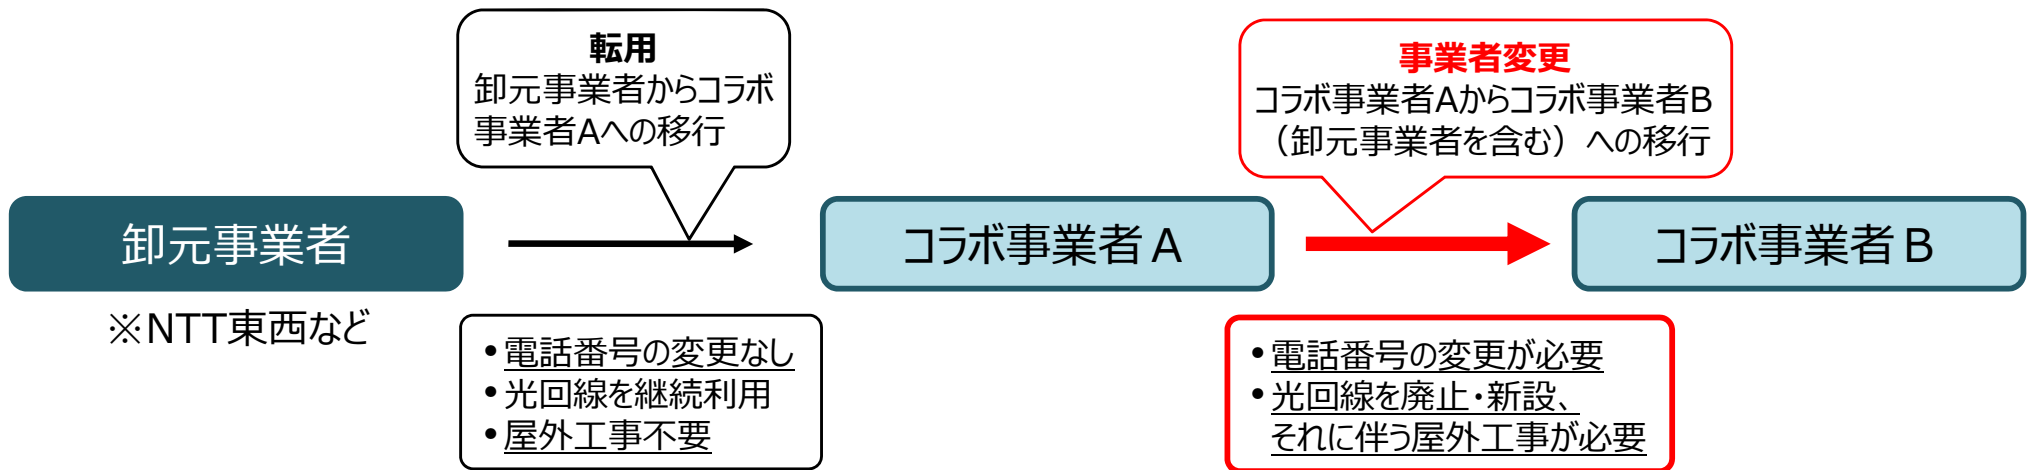 転用
卸元事業者からコラボ
事業者Aへの移行
事業者変更
コラボ事業者Aからコラボ事業者B
（卸元事業者を含む）への移行
卸元事業者
コラボ事業者A
コラボ事業者B
※NTT東西など
•電話番号の変更なし
•光回線を継続利用
•屋外工事不要
•電話番号の変更が必要
•光回線を廃止・新設、
それに伴う屋外工事が必要